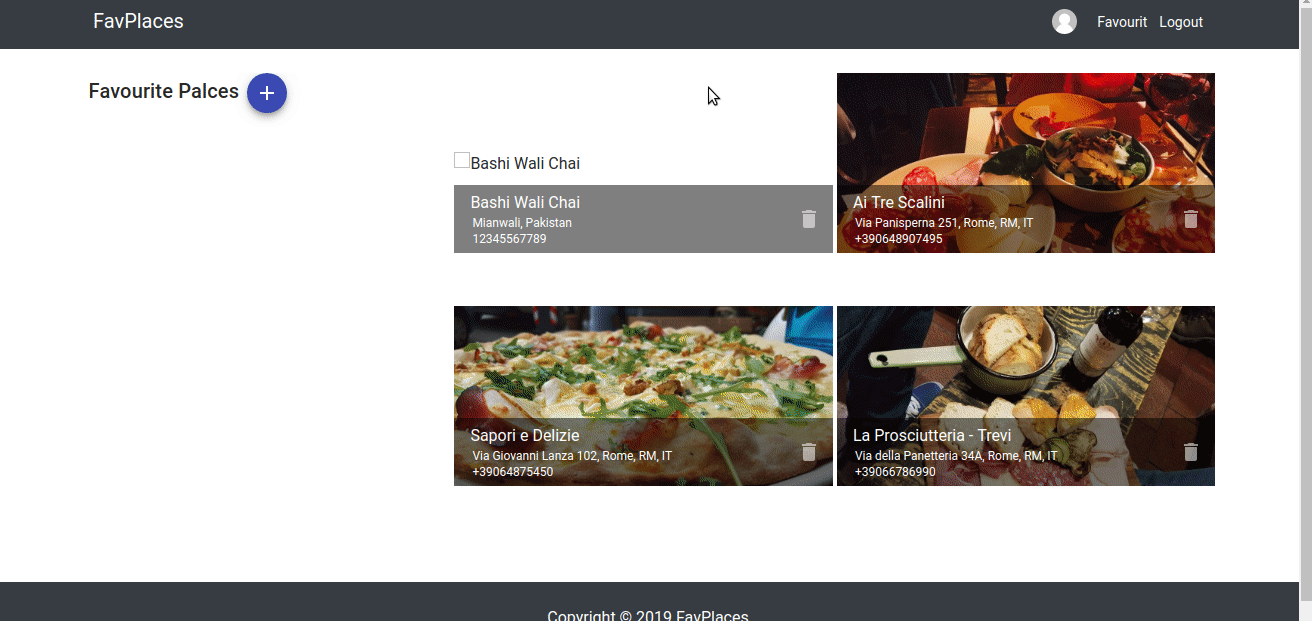 FavPlaces
Favourit Logout
Favourite Palces
Bashi Wali Chai
Bashi Wali Chai
Mianwali, Pakistan
12345567789
Ai Tre Scalini
Via Panisperna 251, Rome, RM, IT
+390648907495
Sapori e Delizie
Via Giovanni Lanza 102, Rome, RM, IT
+39064875450
La Prosciutteria - Trevi
Via della Panetteria 34A, Rome, RM, IT
+39066786990
Copyright © 2019 FavPlaces